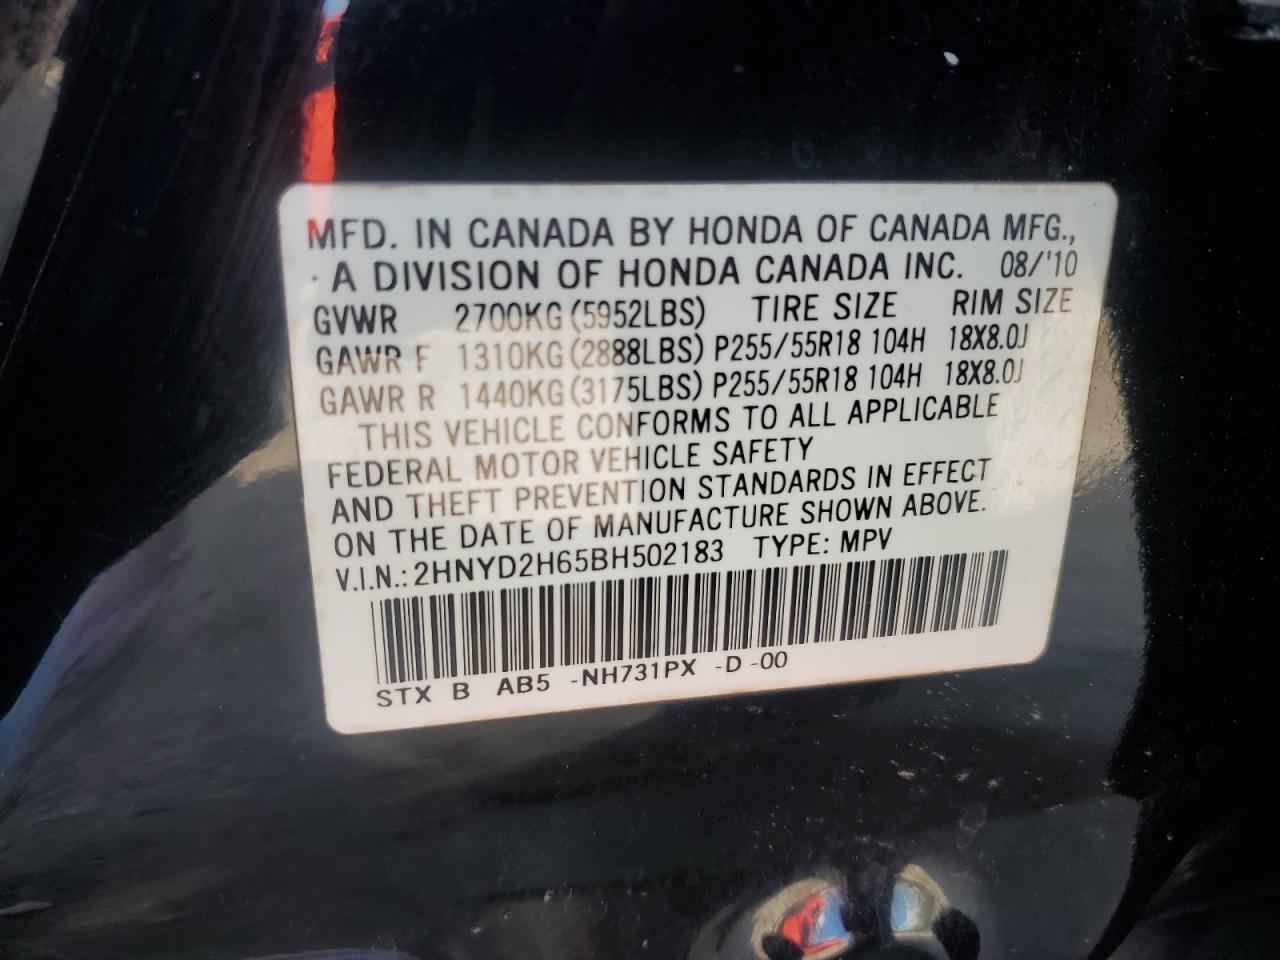 MFD. IN CANADA BY HONDA OF CANADA MFG.,
A DIVISION OF HONDA CANADA INC. 08/'10
GVWR 2700KG (5952LBS) TIRE SIZE RIM SIZE
GAWR F 1310KG (2888LBS) P255/55R18 104H 18X8.0J
GAWR R 1440KG (3175LBS) P255/55R18 104H 18X8.0J
THIS VEHICLE CONFORMS TO ALL APPLICABLE
FEDERAL MOTOR VEHICLE SAFETY
AND THEFT PREVENTION STANDARDS IN EFFECT
ON THE DATE OF MANUFACTURE SHOWN ABOVE.
V.I.N.: 2HNYD2H65BH502183 TYPE: MPV
STX B AB5 -NH731PX -D -00